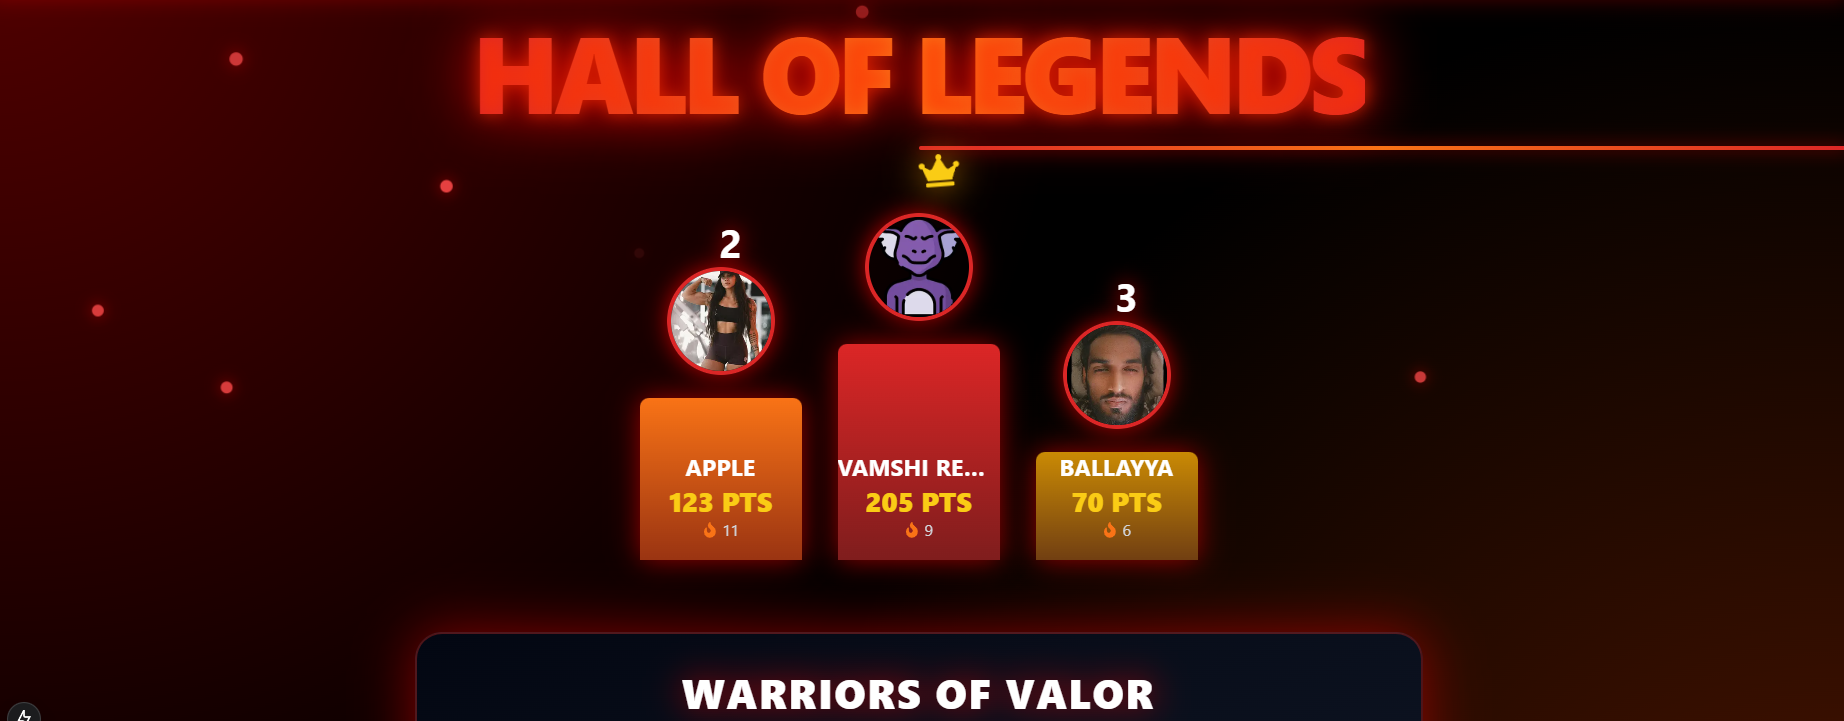 HALL OF LEGENDS
2
3
APPLE
123 PTS
11
VAMSHI RE...
205 PTS
9
BALLAYYA
70 PTS
6
WARRIORS OF VALOR